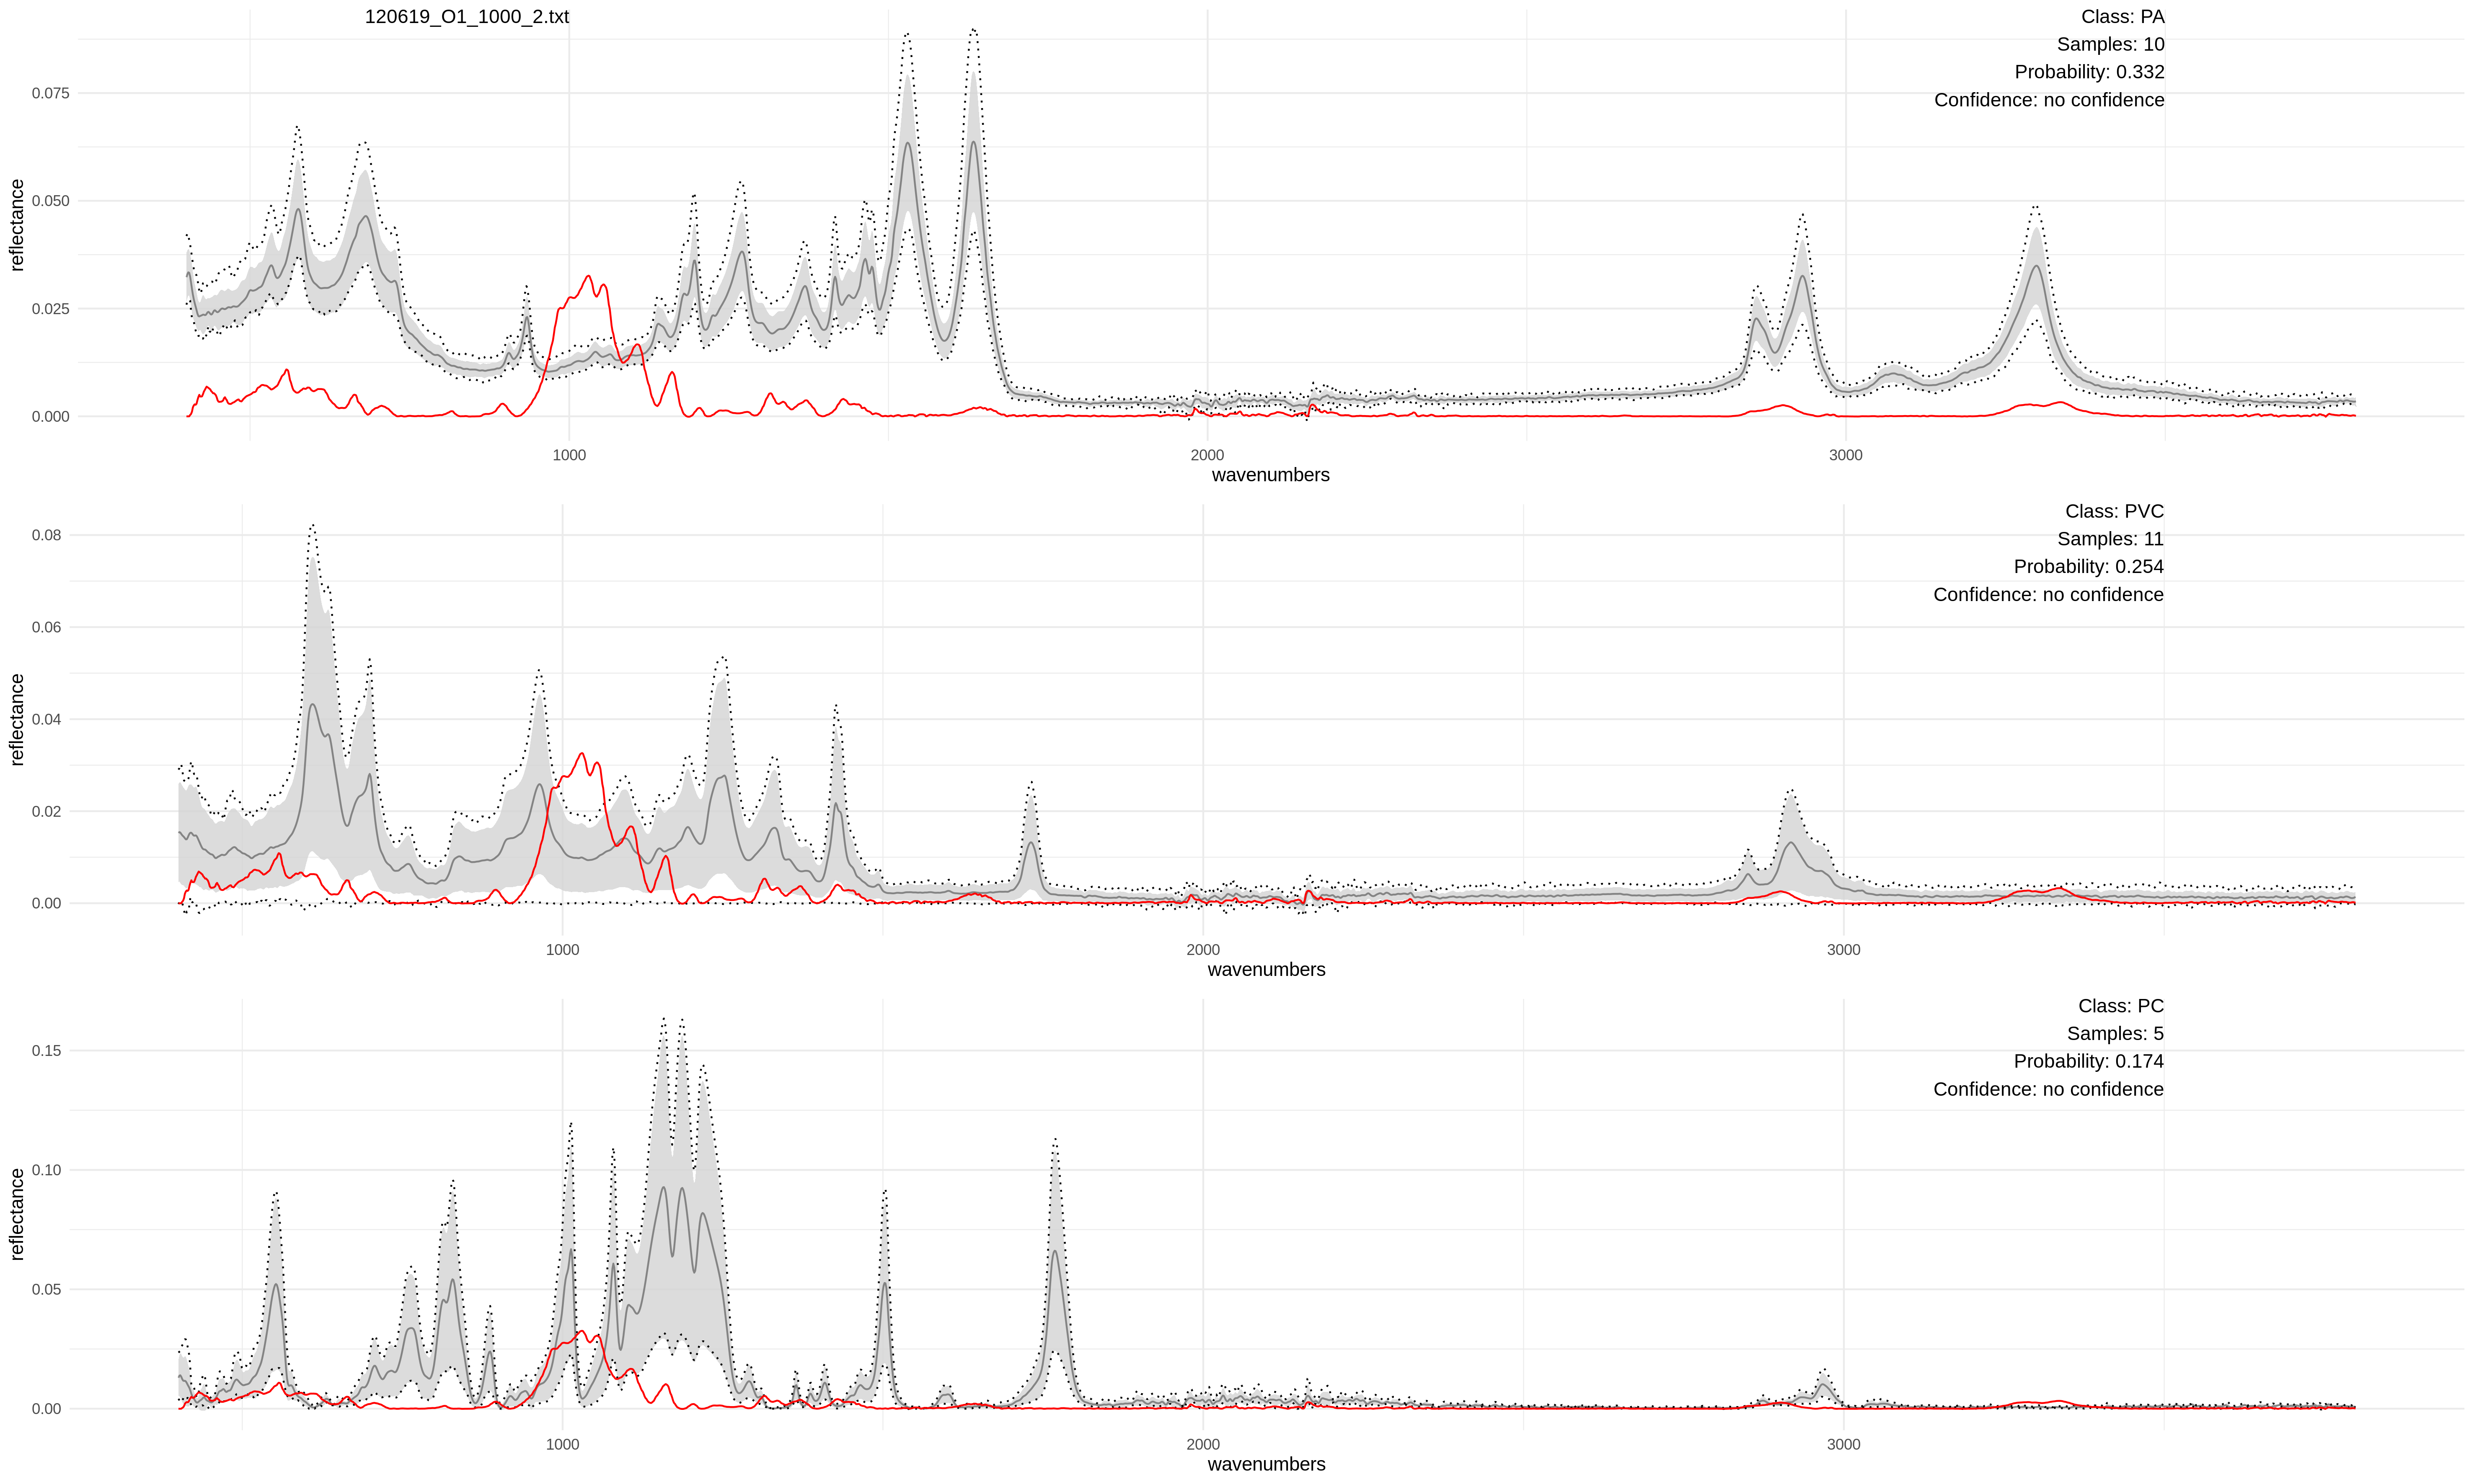 120619_O1_1000_2.txt
Class: PA
Samples: 10
Probability: 0.332
Confidence: no confidence
reflectance
0.075
0.050
0.025
0.000
1000 2000 3000
wavenumbers
Class: PVC
Samples: 11
Probability: 0.254
Confidence: no confidence
reflectance
0.08
0.06
0.04
0.02
0.00
1000 2000 3000
wavenumbers
Class: PC
Samples: 5
Probability: 0.174
Confidence: no confidence
reflectance
0.15
0.10
0.05
0.00
1000 2000 3000
wavenumbers